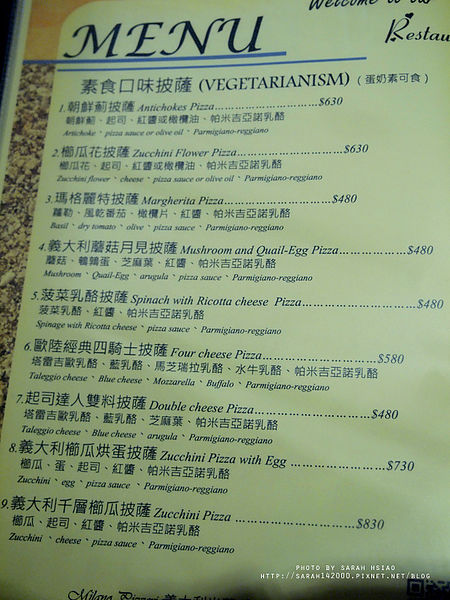 Welcome to
Restau
MENU
素食口味披薩 (VEGETARIANISM) (蛋奶素可食)
1.朝鮮薊披薩 Antichokes Pizza……………………$630
朝鮮薊、起司、紅醬或橄欖油、帕米吉亞諾乳酪
Artichoke、pizza sauce or olive oil、Parmigiano-reggiano
2.櫛瓜花披薩 Zucchini Flower Pizza……………………$630
櫛瓜花、起司、紅醬或橄欖油、帕米吉亞諾乳酪
Zucchini flower、cheese、pizza sauce or olive oil、Parmigiano-reggiano
3.瑪格麗特披薩 Margherita Pizza……………………$480
蘿勒、風乾番茄、橄欖片、紅醬、帕米吉亞諾乳酪
Basil、dry tomato、olive、pizza sauce、Parmigiano-reggiano
4.義大利蘑菇月見披薩 Mushroom and Quail-Egg Pizza……………$480
蘑菇、鵪鶉蛋、芝麻葉、紅醬、帕米吉亞諾乳酪
Mushroom、Quail-Egg、arugula、pizza sauce、Parmigiano-reggiano
5.菠菜乳酪披薩 Spinach with Ricotta cheese Pizza……………………$480
菠菜乳酪、紅醬、帕米吉亞諾乳酪
Spinage with Ricotta cheese、pizza sauce、Parmigiano-reggiano
6.歐陸經典四騎士披薩 Four cheese Pizza……………………$580
塔雷吉歐乳酪、藍乳酪、馬芝瑞拉乳酪、水牛乳酪、帕米吉亞諾乳酪
Taleggio cheese、Blue cheese、Mozzarella、Buffalo、Parmigiano-reggiano
7.起司達人雙料披薩 Double cheese Pizza……………………$480
塔雷吉歐乳酪、藍乳酪、芝麻葉、帕米吉亞諾乳酪
Taleggio cheese、Blue cheese、arugula、Parmigiano-reggiano
8.義大利櫛瓜烘蛋披薩 Zucchini Pizza with Egg ……………………$730
櫛瓜、蛋、起司、紅醬、帕米吉亞諾乳酪
Zucchini、egg、pizza sauce、Parmigiano-reggiano
9.義大利千層櫛瓜披薩 Zucchini Pizza……………………$830
櫛瓜、起司、紅醬、帕米吉亞諾乳酪
Zucchini、cheese、pizza sauce、Parmigiano-reggiano
PHOTO BY SARAH HSIAO
HTTP://SARAH142000.PIXNET.NET/BLOG